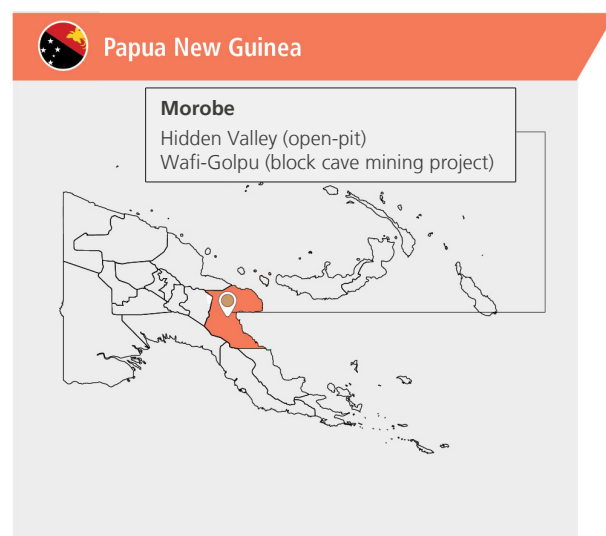 Papua New Guinea
Morobe
Hidden Valley (open-pit)
Wafi-Golpu (block cave mining project)